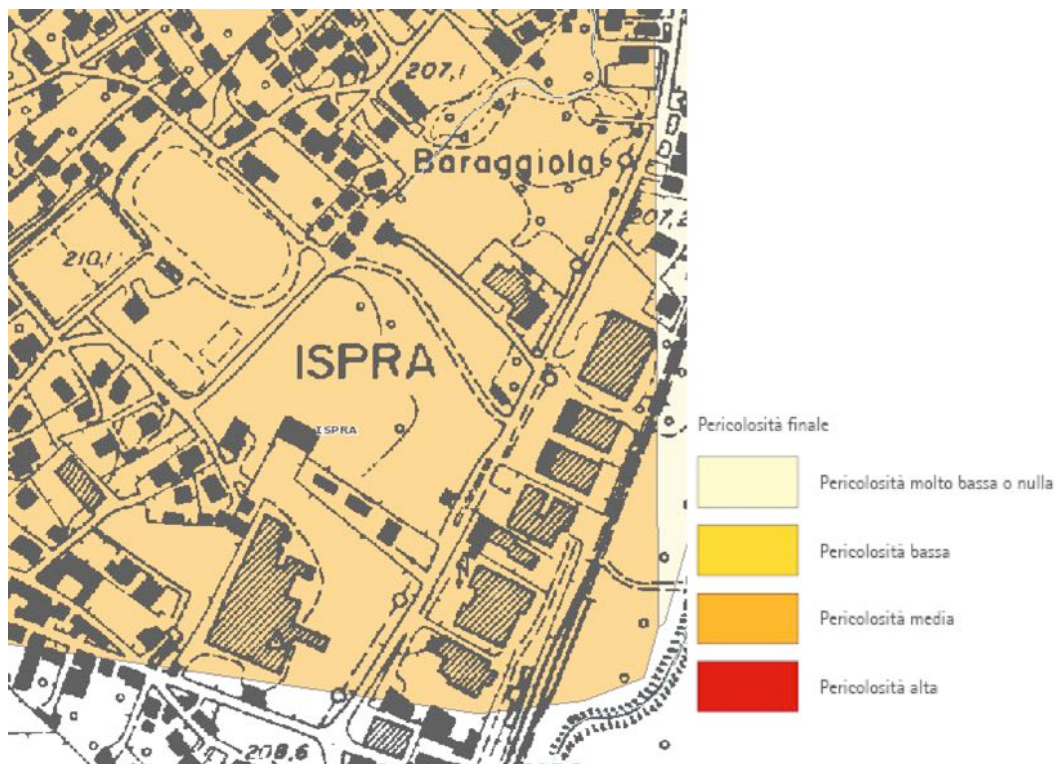 207,1
Baraggiola
207,2
210,1
ISPRA
ISPRA
208,6
Pericolosità finale
Pericolosità molto bassa o nulla
Pericolosità bassa
Pericolosità media
Pericolosità alta